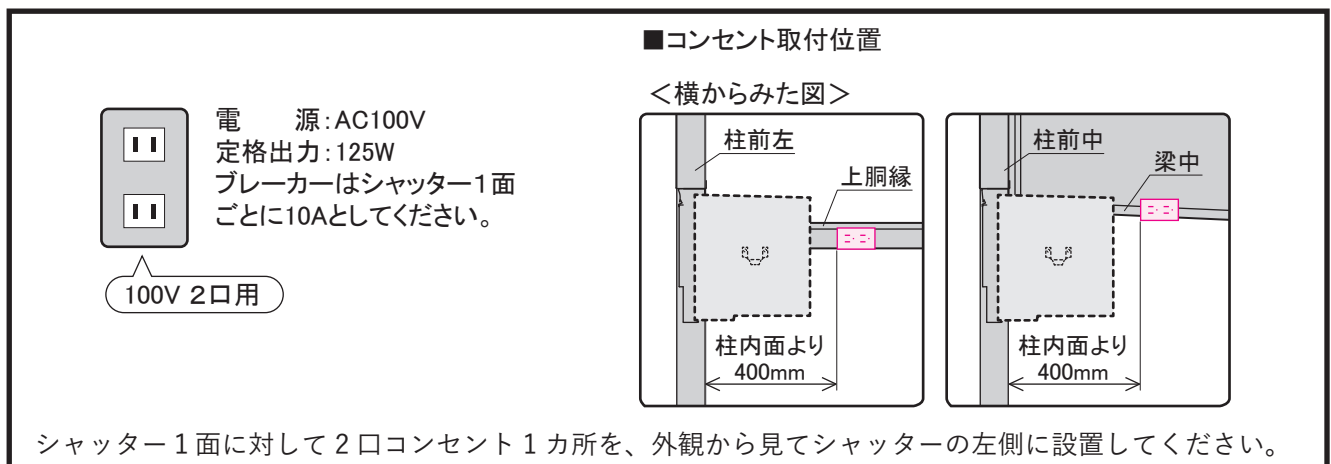 ■コンセント取付位置
＜横からみた図＞
電　　源:AC100V
定格出力:125W
ブレーカーはシャッター1面
ごとに10Aとしてください。
100V 2口用
柱前左
上胴縁
柱内面より
400mm
柱前中
梁中
柱内面より
400mm
シャッター1面に対して2口コンセント1カ所を、外観から見てシャッターの左側に設置してください。